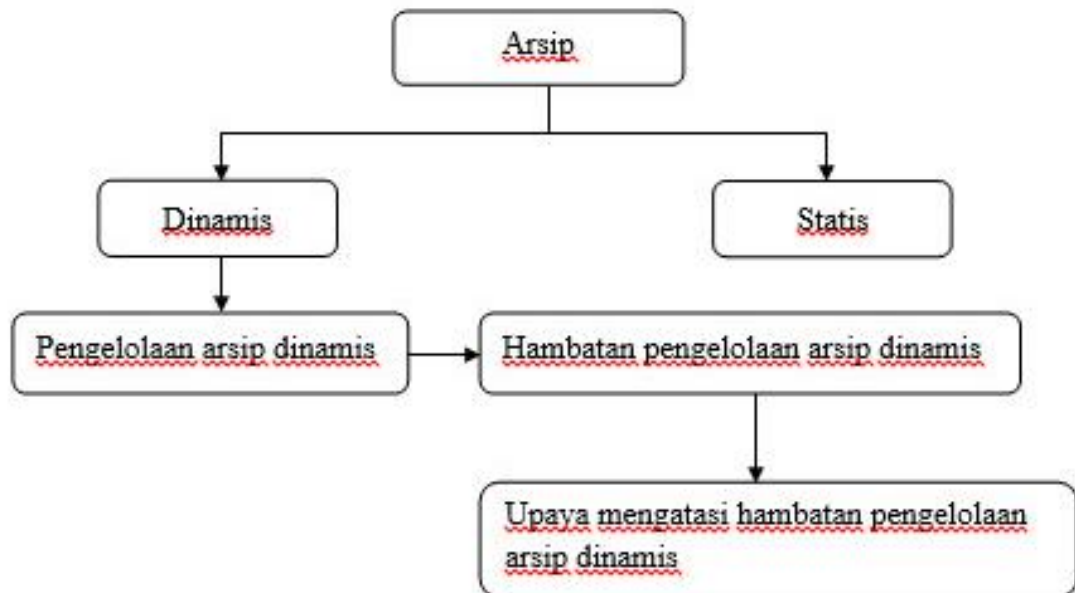 Arsip
Dinamis
Statis
Pengelolaan arsip dinamis
Hambatan pengelolaan arsip dinamis
Upaya mengatasi hambatan pengelolaan
arsip dinamis